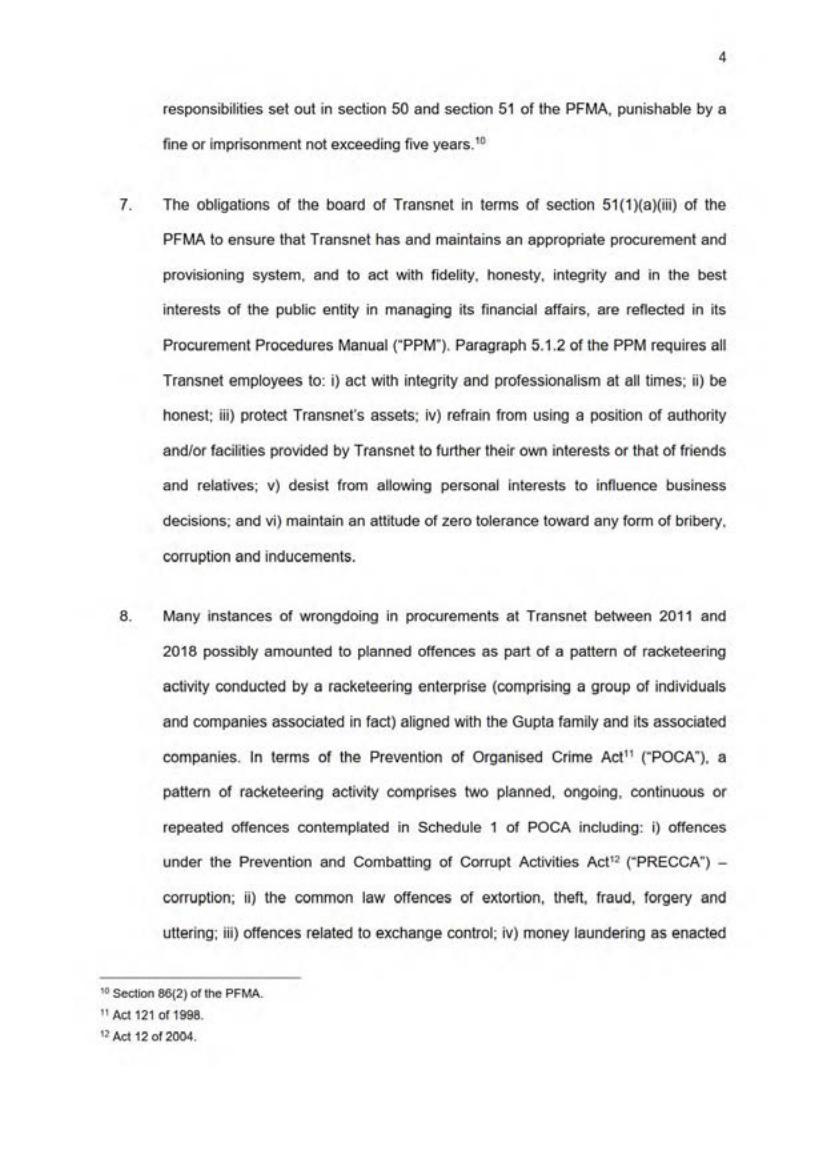 4
responsibilities set out in section 50 and section 51 of the PFMA, punishable by a
fine or imprisonment not exceeding five years.¹⁰
7. The obligations of the board of Transnet in terms of section 51(1)(a)(iii) of the
PFMA to ensure that Transnet has and maintains an appropriate procurement and
provisioning system, and to act with fidelity, honesty, integrity and in the best
interests of the public entity in managing its financial affairs, are reflected in its
Procurement Procedures Manual (“PPM”). Paragraph 5.1.2 of the PPM requires all
Transnet employees to: i) act with integrity and professionalism at all times; ii) be
honest; iii) protect Transnet’s assets; iv) refrain from using a position of authority
and/or facilities provided by Transnet to further their own interests or that of friends
and relatives; v) desist from allowing personal interests to influence business
decisions; and vi) maintain an attitude of zero tolerance toward any form of bribery,
corruption and inducements.
8. Many instances of wrongdoing in procurements at Transnet between 2011 and
2018 possibly amounted to planned offences as part of a pattern of racketeering
activity conducted by a racketeering enterprise (comprising a group of individuals
and companies associated in fact) aligned with the Gupta family and its associated
companies. In terms of the Prevention of Organised Crime Act¹¹ (“POCA”), a
pattern of racketeering activity comprises two planned, ongoing, continuous or
repeated offences contemplated in Schedule 1 of POCA including: i) offences
under the Prevention and Combatting of Corrupt Activities Act¹² (“PRECCA”) –
corruption; ii) the common law offences of extortion, theft, fraud, forgery and
uttering; iii) offences related to exchange control; iv) money laundering as enacted
¹⁰ Section 86(2) of the PFMA.
¹¹ Act 121 of 1998.
¹² Act 12 of 2004.